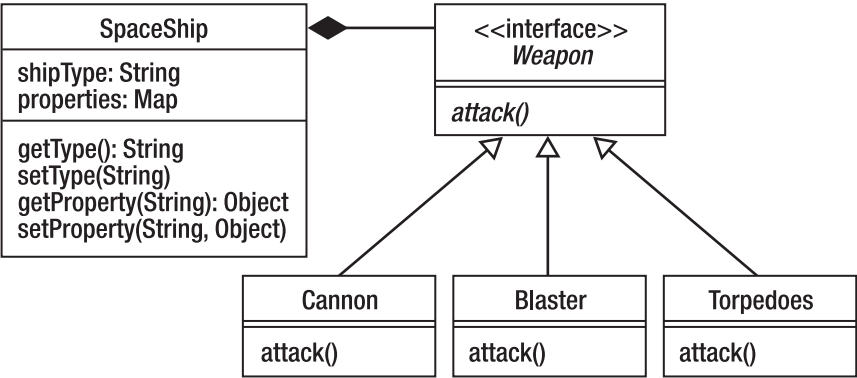 SpaceShip
shipType: String
properties: Map
getType(): String
setType(String)
getProperty(String): Object
setProperty(String, Object)
<<interface>>
Weapon
attack()
Cannon
attack()
Blaster
attack()
Torpedoes
attack()